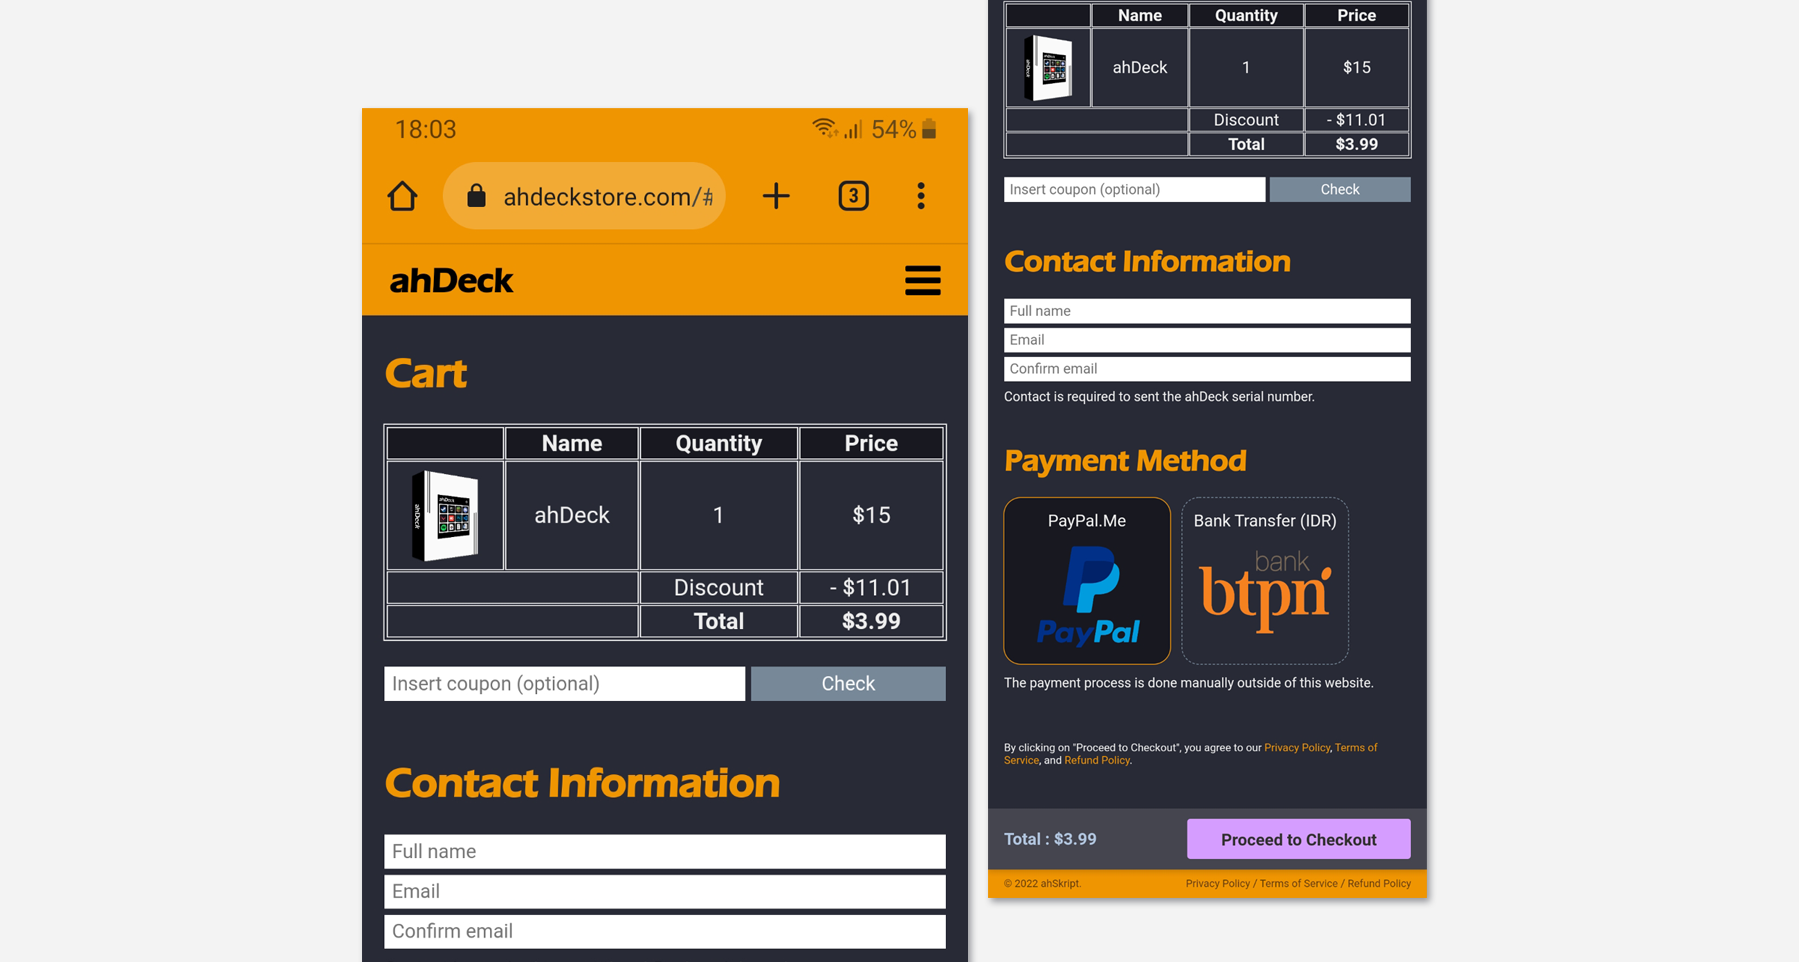 18:03
54%
ahdeckstore.com/#
3
ahDeck
Cart
Name Quantity Price
ahDeck
ahDeck
ahDeck 1 $15
Discount - $11.01
Total $3.99
Insert coupon (optional) Check
Contact Information
Full name
Email
Confirm email
Name Quantity Price
ahDeck
ahDeck 1 $15
Discount - $11.01
Total $3.99
Insert coupon (optional) Check
Contact Information
Full name
Email
Confirm email
Contact is required to sent the ahDeck serial number.
Payment Method
PayPal.Me
PayPal
Bank Transfer (IDR)
bank
btpn
The payment process is done manually outside of this website.
By clicking on "Proceed to Checkout", you agree to our Privacy Policy, Terms of
Service, and Refund Policy.
Total : $3.99 Proceed to Checkout
© 2022 ahSkript. Privacy Policy / Terms of Service / Refund Policy